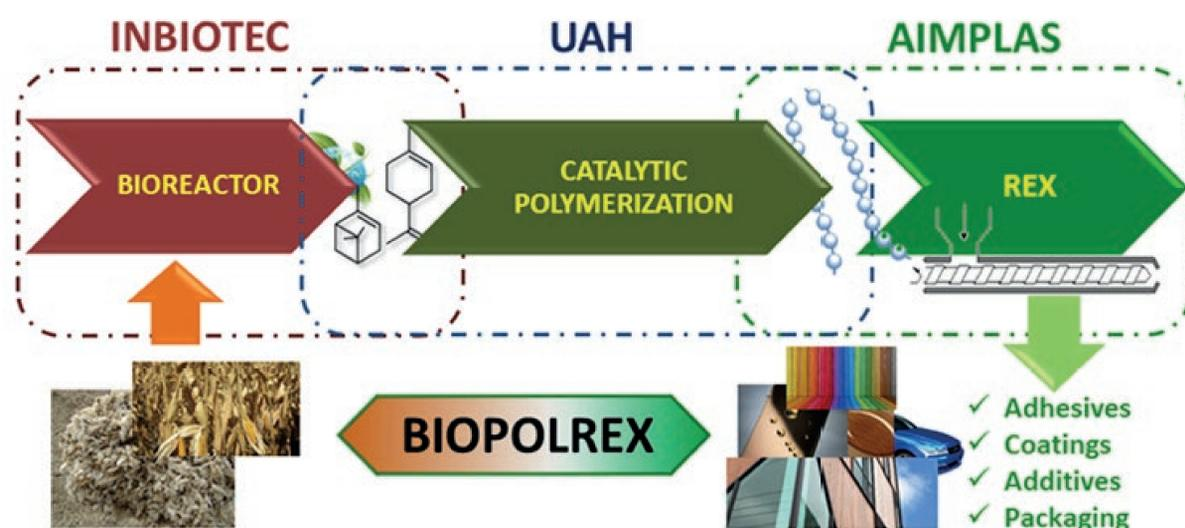 INBIOTEC
UAH
AIMPLAS
BIOREACTOR
CATALYTIC
POLYMERIZATION
REX
BIOPOLREX
✓ Adhesives
✓ Coatings
✓ Additives
✓ Packaging